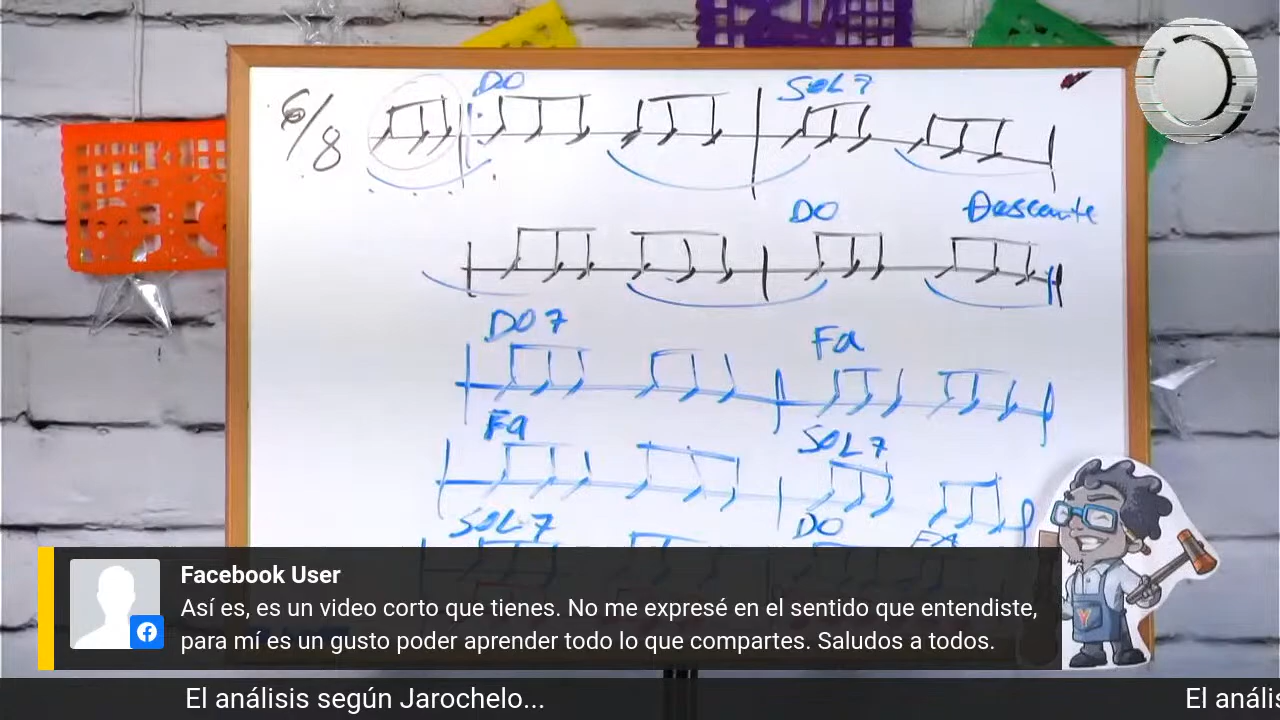 6/8 DO SOL7
DO Descante
DO7 Fa
Fa SOL7
SOL7 DO FA
Facebook User
Así es, es un video corto que tienes. No me expresé en el sentido que entendiste,
para mí es un gusto poder aprender todo lo que compartes. Saludos a todos.
El análisis según Jarochelo... El anális
Y